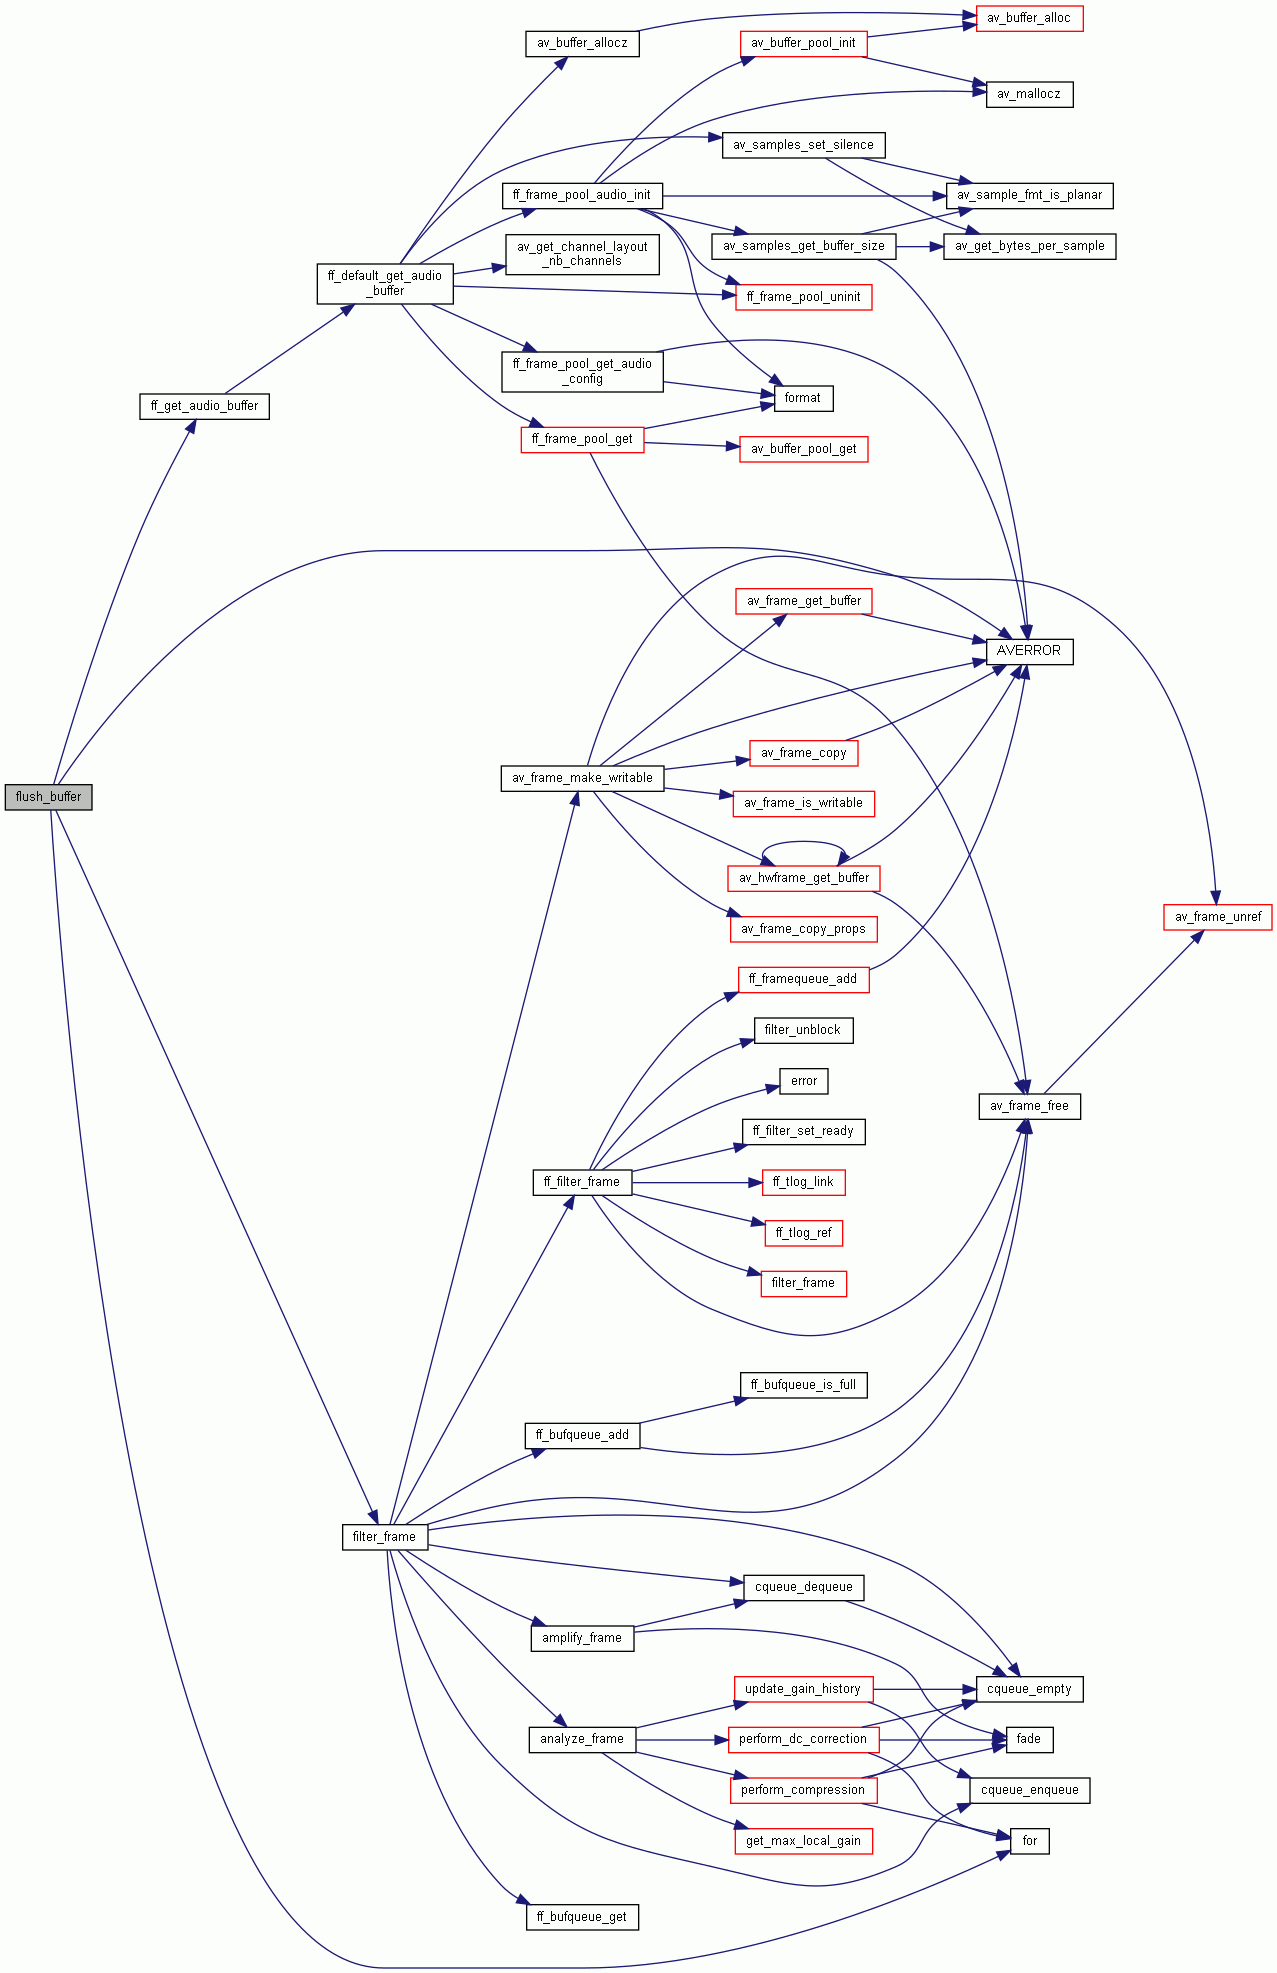 av_buffer_alloc
av_buffer_allocz
av_buffer_pool_init
av_mallocz
av_samples_set_silence
ff_frame_pool_audio_init
av_sample_fmt_is_planar
av_samples_get_buffer_size
av_get_bytes_per_sample
av_get_channel_layout
_nb_channels
ff_default_get_audio
_buffer
ff_frame_pool_uninit
ff_frame_pool_get_audio
_config
format
ff_get_audio_buffer
ff_frame_pool_get
av_buffer_pool_get
av_frame_get_buffer
AVERROR
av_frame_copy
av_frame_make_writable
flush_buffer
av_frame_is_writable
av_hwframe_get_buffer
av_frame_unref
av_frame_copy_props
ff_framequeue_add
filter_unblock
error
av_frame_free
ff_filter_set_ready
ff_filter_frame
ff_tlog_link
ff_tlog_ref
filter_frame
ff_bufqueue_is_full
ff_bufqueue_add
filter_frame
cqueue_dequeue
amplify_frame
update_gain_history
cqueue_empty
analyze_frame
perform_dc_correction
fade
perform_compression
cqueue_enqueue
get_max_local_gain
for
ff_bufqueue_get